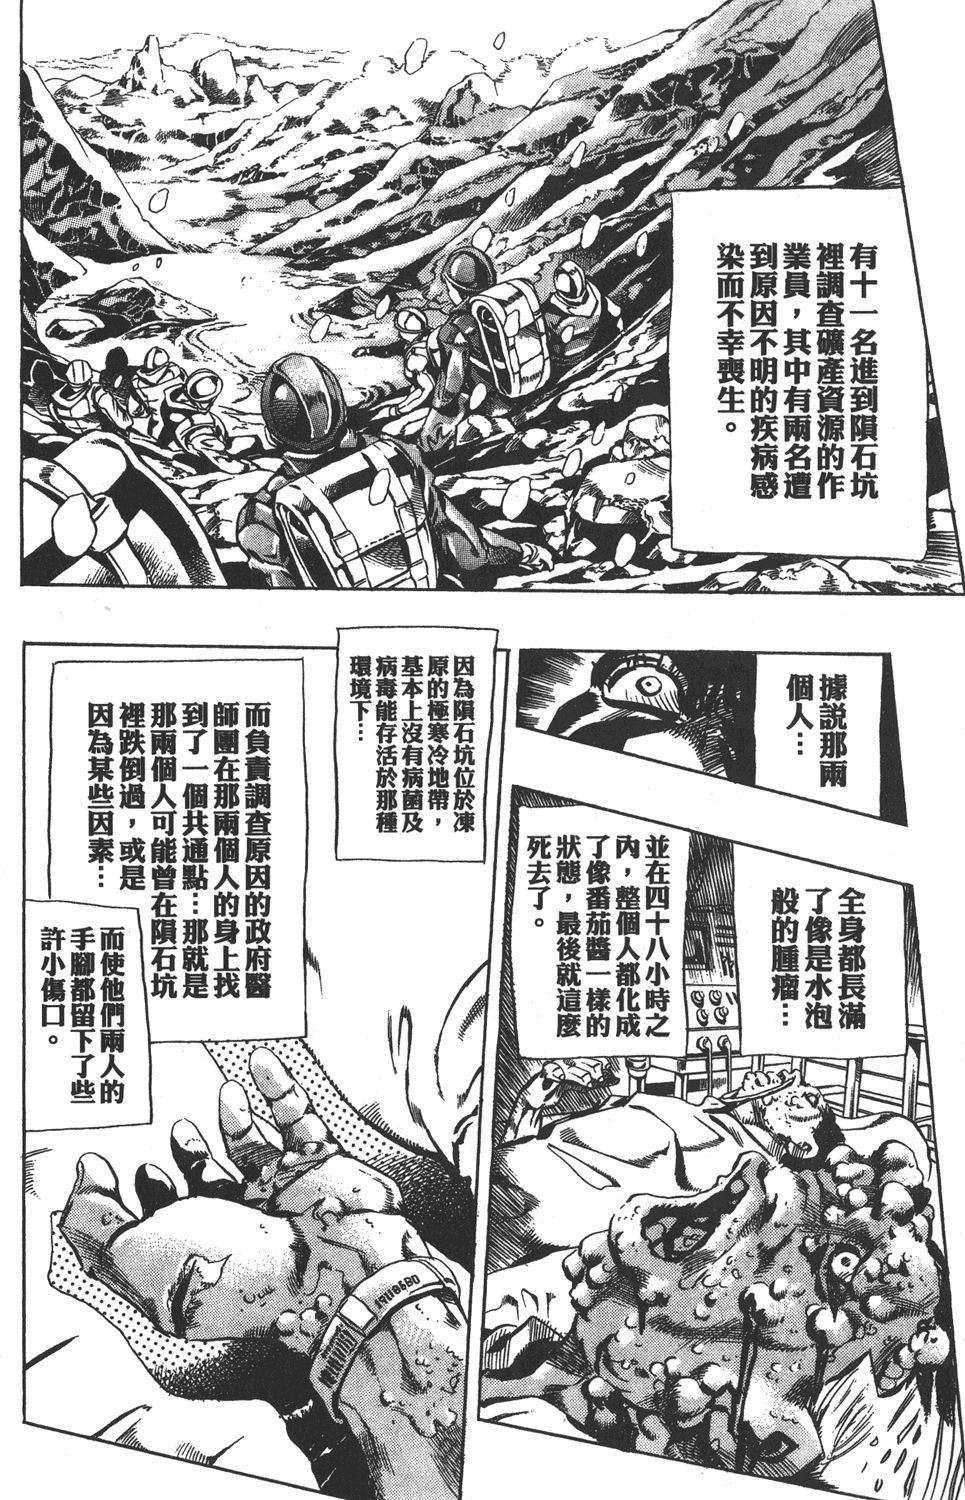 有十一名進到隕石坑
裡調查礦產資源的作
業員，其中有兩名遭
到原因不明的疾病感
染而不幸喪生。
據說那兩
個人…
全身都長滿
了像是水泡
般的腫瘤…
並在四十八小時之
內，整個人都化成
了像番茄醬一樣的
狀態，最後就這麼
死去了。
因為隕石坑位於凍
原的極寒冷地帶，
基本上沒有病菌及
病毒能存活於那種
環境下…
而負責調查原因的政府醫
師團在那兩個人的身上找
到了一個共通點…那就是
那兩個人可能曾在隕石坑
裡跌倒過，或是
因為某些因素…
而使他們兩人的
手腳都留下了些
許小傷口。